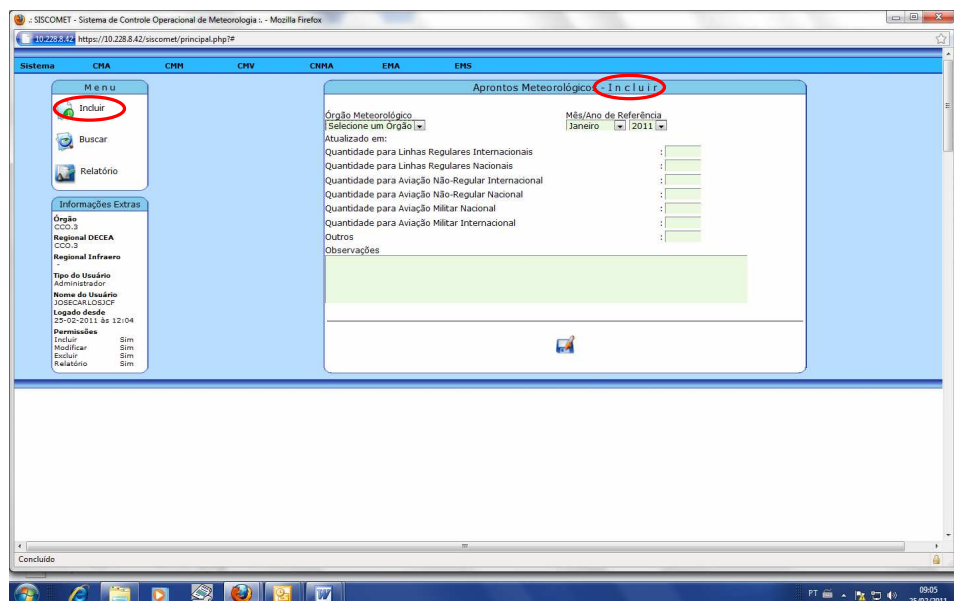 .: SISCOMET - Sistema de Controle Operacional de Meteorologia :. - Mozilla Firefox
10.228.8.42 https://10.228.8.42/siscomet/principal.php?#
Sistema CMA CMM CMV CNMA EMA EMS
Menu
Incluir
Buscar
Relatório
Informações Extras
Órgão
CCO.3
Regional DECEA
CCO.3
Regional Infraero
-
Tipo do Usuário
Administrador
Nome do Usuário
JOSECARLOSJCF
Logado desde
25-02-2011 às 12:04
Permissões
Incluir Sim
Modificar Sim
Excluir Sim
Relatório Sim
Aprontos Meteorológicos - Incluir
Órgão Meteorológico Mês/Ano de Referência
Selecione um Órgão Janeiro 2011
Atualizado em:
Quantidade para Linhas Regulares Internacionais :
Quantidade para Linhas Regulares Nacionais :
Quantidade para Aviação Não-Regular Internacional :
Quantidade para Aviação Não-Regular Nacional :
Quantidade para Aviação Militar Nacional :
Quantidade para Aviação Militar Internacional :
Outros :
Observações
Concluído
PT 09:05
25/02/2011